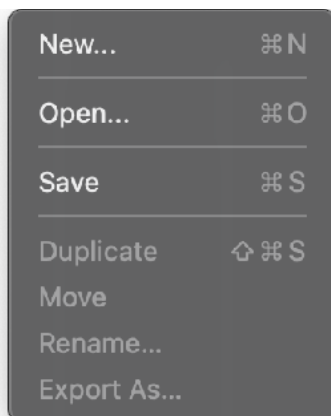 New... ⌘N
Open... ⌘O
Save ⌘S
Duplicate ⇧⌘S
Move
Rename...
Export As...